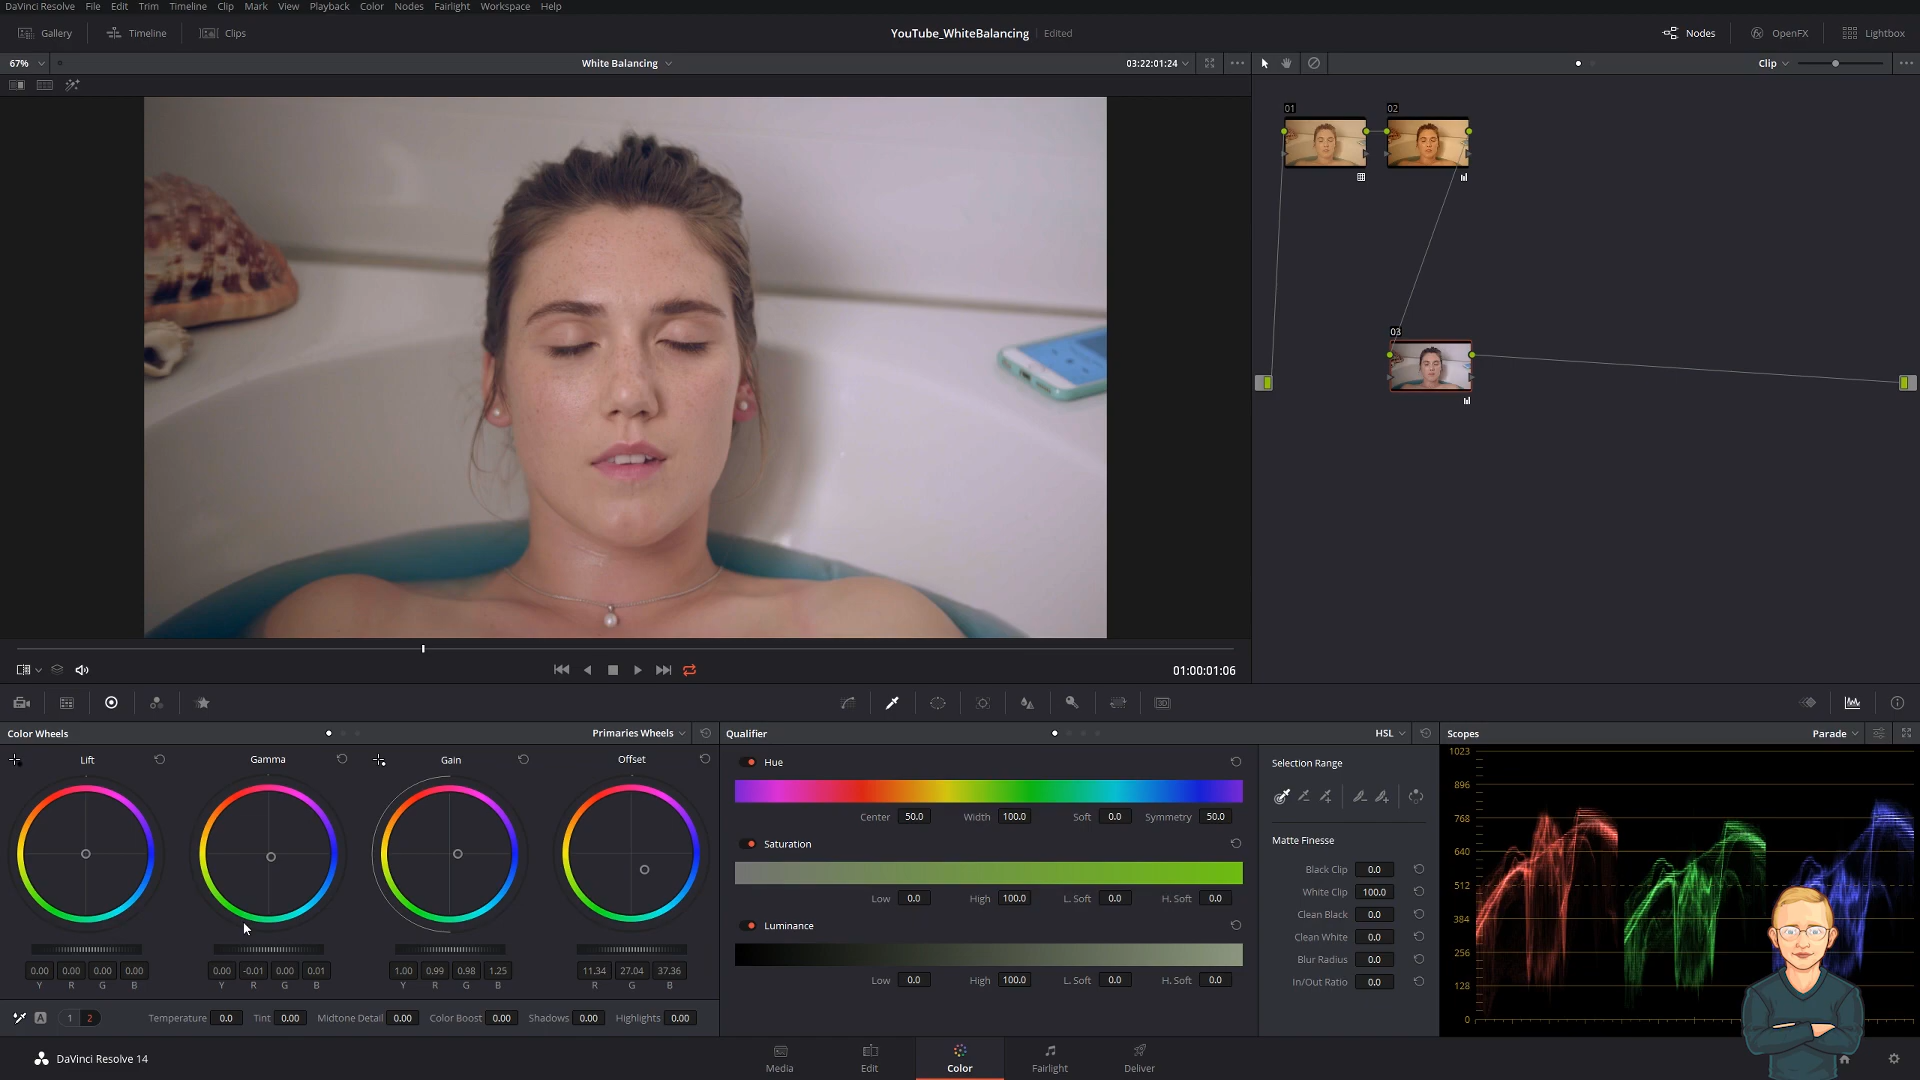 DaVinci Resolve File Edit Trim Timeline Clip Mark View Playback Color Nodes Fairlight Workspace Help
Gallery Timeline Clips YouTube_WhiteBalancing Edited Nodes OpenFX Lightbox
67% White Balancing 03:22:01:24 Clip
01 02
03
01:00:01:06
Color Wheels Primaries Wheels Qualifier HSL Scopes Parade
Lift Gamma Gain Offset
0.00 0.00 0.00 0.00 0.00 -0.01 0.00 0.01 1.00 0.99 0.98 1.25 11.34 27.04 37.36
Y R G B Y R G B Y R G B R G B
A 1 2 Temperature 0.0 Tint 0.00 Midtone Detail 0.00 Color Boost 0.00 Shadows 0.00 Highlights 0.00
Hue
Center 50.0 Width 100.0 Soft 0.0 Symmetry 50.0
Saturation
Low 0.0 High 100.0 L. Soft 0.0 H. Soft 0.0
Luminance
Low 0.0 High 100.0 L. Soft 0.0 H. Soft 0.0
Selection Range
Matte Finesse
Black Clip 0.0
White Clip 100.0
Clean Black 0.0
Clean White 0.0
Blur Radius 0.0
In/Out Ratio 0.0
1023
896
768
640
512
384
256
128
0
DaVinci Resolve 14 Media Edit Color Fairlight Deliver